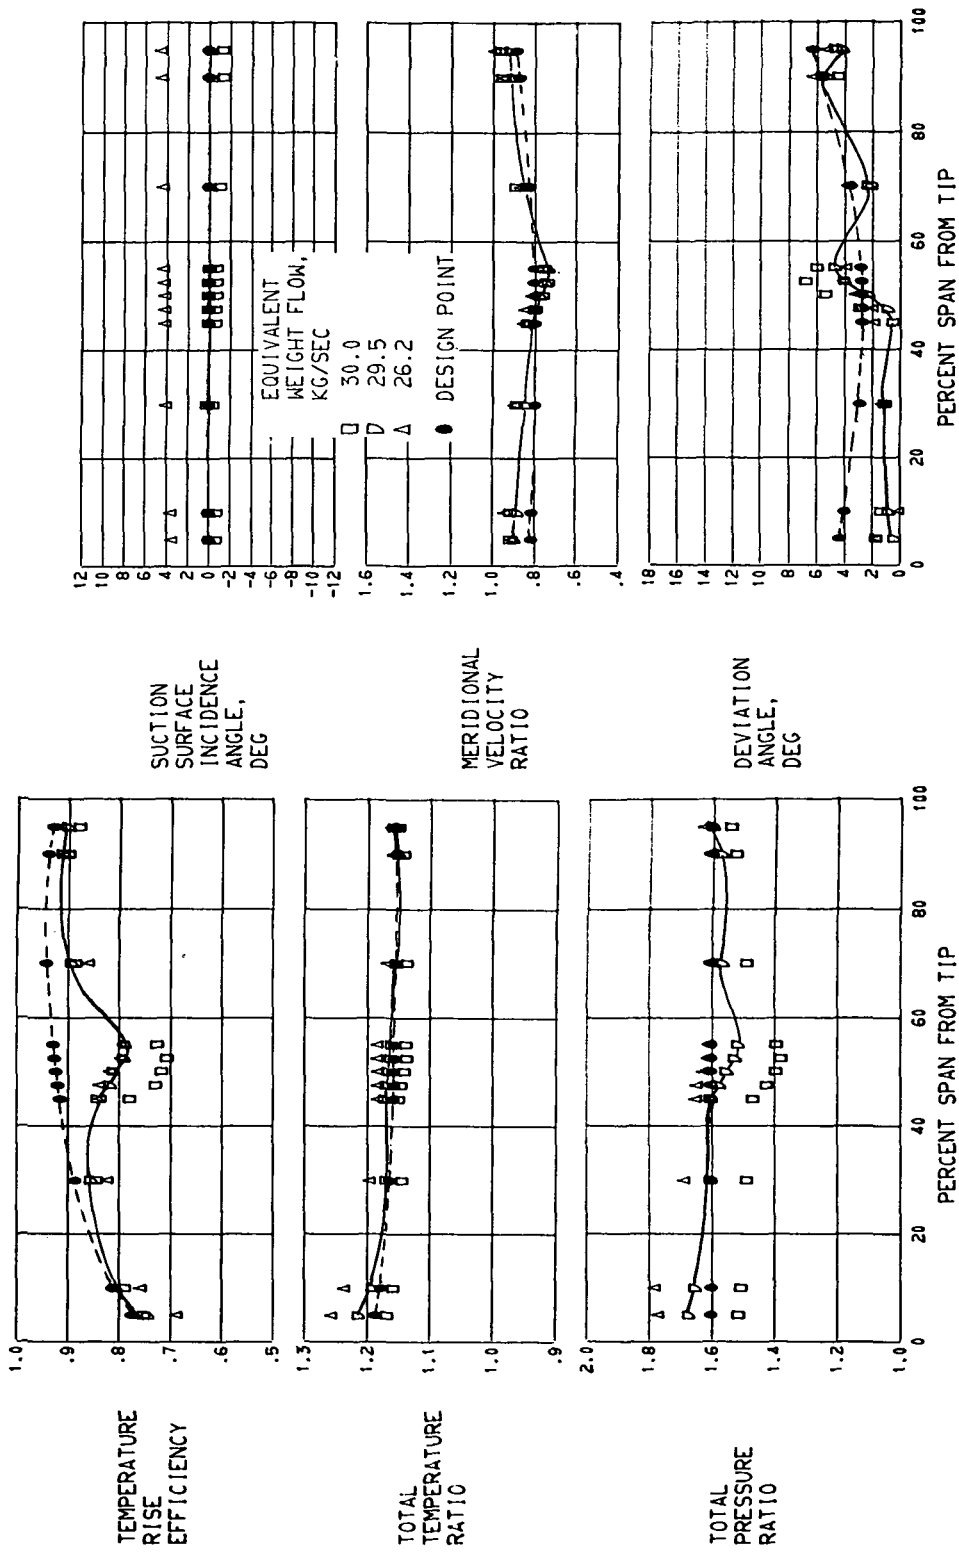 TEMPERATURE
RISE
EFFICIENCY
1.0
.9
.8
.7
.6
.5
TOTAL
TEMPERATURE
RATIO
1.3
1.2
1.1
1.0
.9
TOTAL
PRESSURE
RATIO
2.0
1.8
1.6
1.4
1.2
1.0
0 20 40 60 80 100
PERCENT SPAN FROM TIP
SUCTION
SURFACE
INCIDENCE
ANGLE,
DEG
12
10
8
6
4
2
0
-2
-4
-6
-8
-10
-12
EQUIVALENT
WEIGHT FLOW,
KG/SEC
30.0
29.5
26.2
DESIGN POINT
MERIDIONAL
VELOCITY
RATIO
1.6
1.4
1.2
1.0
.8
.6
.4
DEVIATION
ANGLE,
DEG
18
16
14
12
10
8
6
4
2
0
0 20 40 60 80 100
PERCENT SPAN FROM TIP